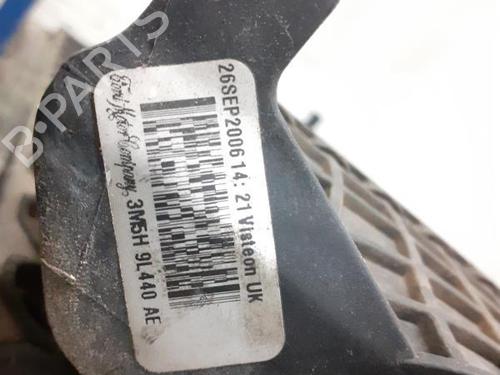 26SEP2006 14: 21 Visteon UK
Ford Motor Company
3M5H 9L440 AE
B-PARTS